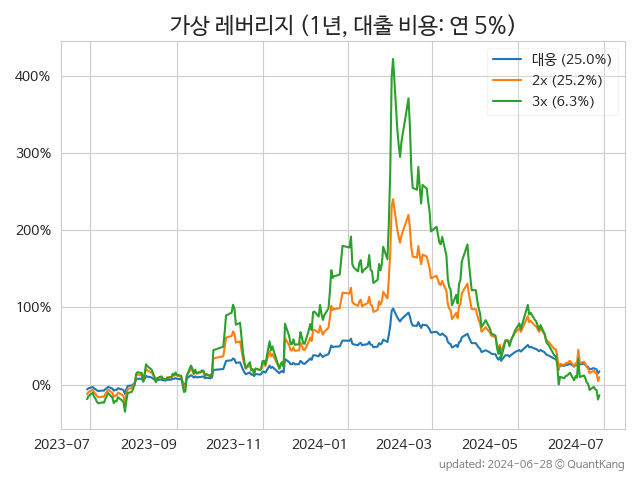 가상 레버리지 (1년, 대출 비용: 연 5%)
대웅 (25.0%)
2x (25.2%)
3x (6.3%)
400%
300%
200%
100%
0%
2023-07 2023-09 2023-11 2024-01 2024-03 2024-05 2024-07
updated: 2024-06-28 © QuantKang